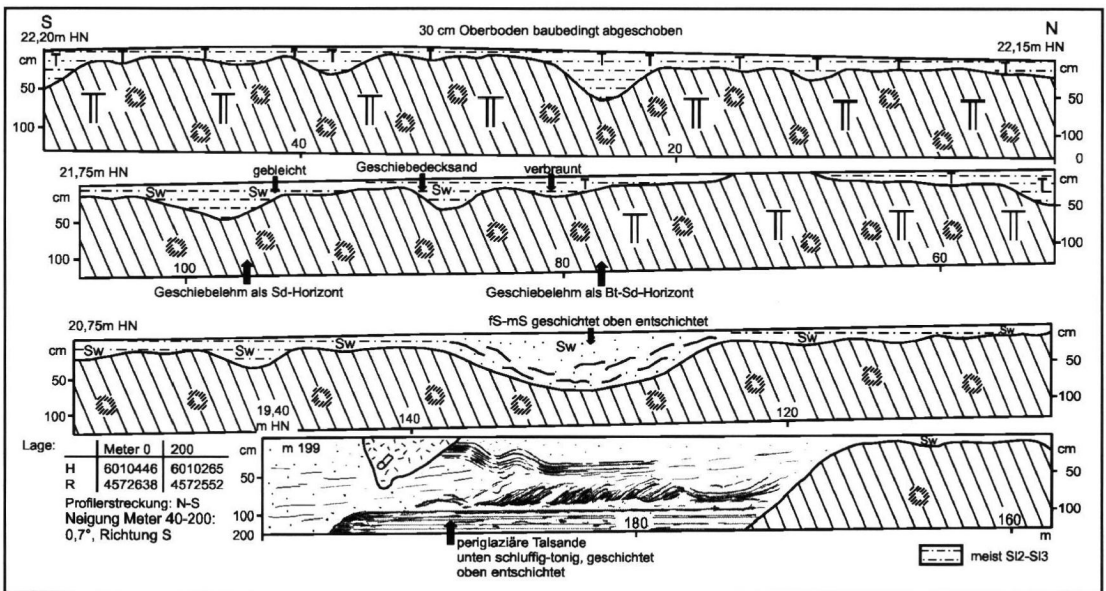 S
N
22,20m HN
30 cm Oberboden baubedingt abgeschoben
22,15m HN
cm
cm
50
50
100
100
40
20
0
21,75m HN
gebleicht
Geschiebedecksand
verbraunt
cm
Sw
Sw
cm
50
50
100
100
100
80
60
Geschiebelehm als Sd-Horizont
Geschiebelehm als Bt-Sd-Horizont
20,75m HN
fS-mS geschichtet oben entschichtet
cm
Sw
Sw
Sw
Sw
Sw
cm
50
50
100
100
19,40
m HN
140
120
Lage:
Meter 0 200
H 6010446 6010265
R 4572638 4572552
Profilerstreckung: N-S
Neigung Meter 40-200:
0,7°, Richtung S
cm
m 199
Sw
cm
50
50
100
100
200
180
160
m
periglaziäre Talsande
unten schluffig-tonig, geschichtet
oben entschichtet
meist Sl2-Sl3